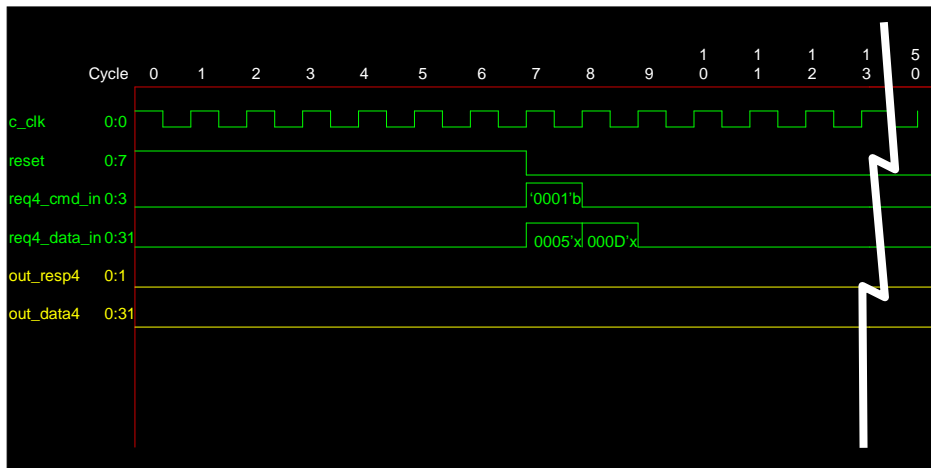 1 1 1 1 5
Cycle 0 1 2 3 4 5 6 7 8 9 0 1 2 3 0
c_clk 0:0
reset 0:7
req4_cmd_in 0:3 '0001'b
req4_data_in 0:31 0005'x 000D'x
out_resp4 0:1
out_data4 0:31